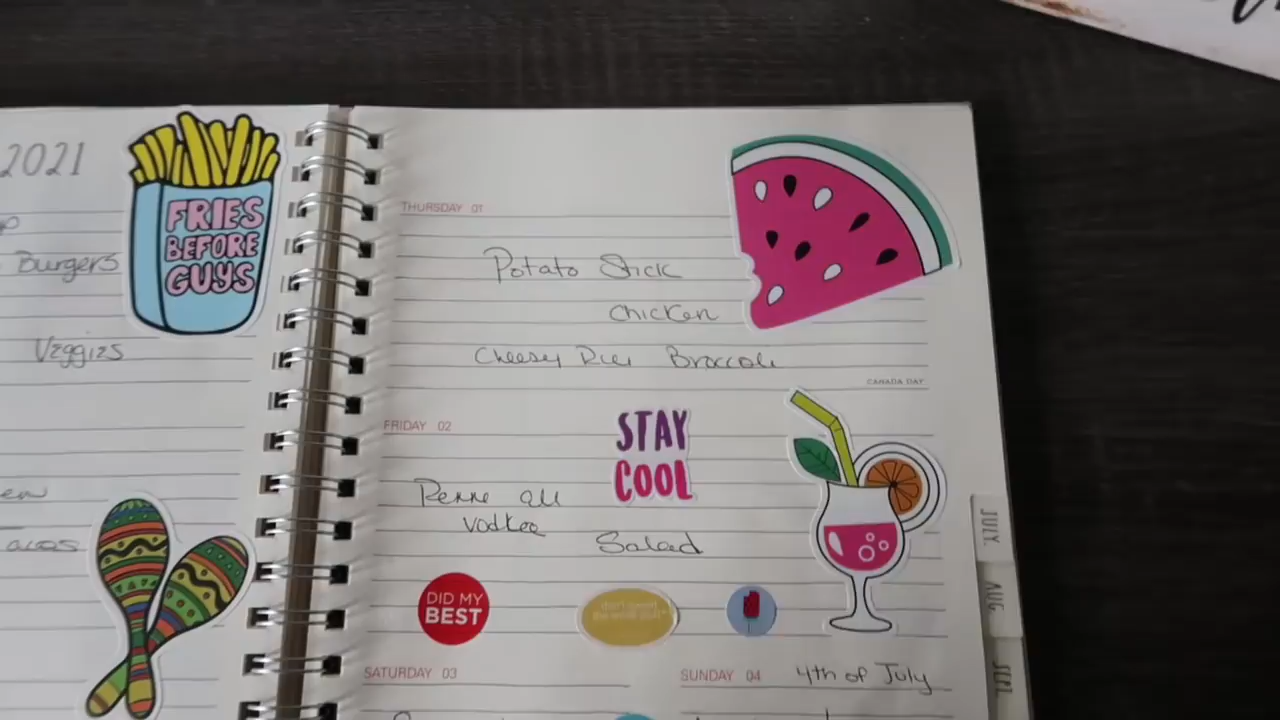 2021
FRIES
BEFORE
GUYS
Burgers
Veggies
THURSDAY 01
Potato Stick
Chicken
Cheesy Rice Broccoli
CANADA DAY
FRIDAY 02
STAY
COOL
Penne all
vodka
Salad
DID MY
BEST
SATURDAY 03
SUNDAY 04 4th of July
JULY
AUG
SEPT